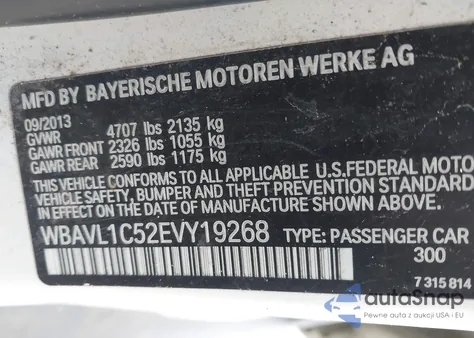 MFD BY BAYERISCHE MOTOREN WERKE AG
09/2013
GVWR 4707 lbs 2135 kg
GAWR FRONT 2326 lbs 1055 kg
GAWR REAR 2590 lbs 1175 kg
THIS VEHICLE CONFORMS TO ALL APPLICABLE U.S.FEDERAL MOTO
VEHICLE SAFETY, BUMPER, AND THEFT PREVENTION STANDARDS
IN EFFECT ON THE DATE OF MANUFACTURE SHOWN ABOVE.
WBAVL1C52EVY19268 TYPE: PASSENGER CAR
300
7 315 814
autoSnap
Pewne auta z aukcji USA i EU